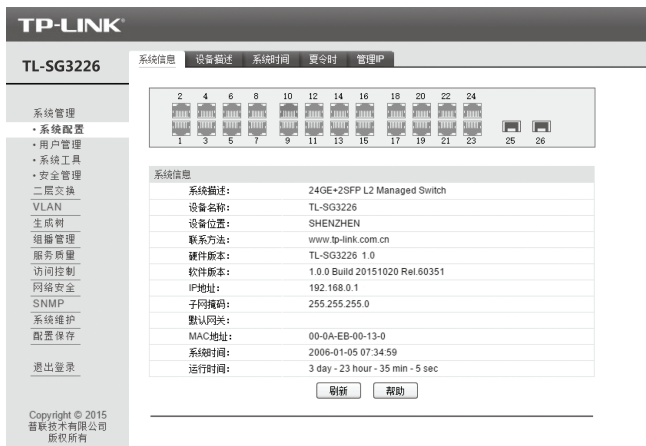 TP-LINK
TL-SG3226
系统信息 设备描述 系统时间 夏令时 管理IP
系统管理
·系统配置
·用户管理
·系统工具
·安全管理
二层交换
VLAN
生成树
组播管理
服务质量
访问控制
网络安全
SNMP
系统维护
配置保存
退出登录
Copyright © 2015
普联技术有限公司
版权所有
2 4 6 8 10 12 14 16 18 20 22 24
1 3 5 7 9 11 13 15 17 19 21 23 25 26
系统信息
系统描述: 24GE+2SFP L2 Managed Switch
设备名称: TL-SG3226
设备位置: SHENZHEN
联系方法: www.tp-link.com.cn
硬件版本: TL-SG3226 1.0
软件版本: 1.0.0 Build 20151020 Rel.60351
IP地址: 192.168.0.1
子网掩码: 255.255.255.0
默认网关:
MAC地址: 00-0A-EB-00-13-0
系统时间: 2006-01-05 07:34:59
运行时间: 3 day - 23 hour - 35 min - 5 sec
刷新 帮助